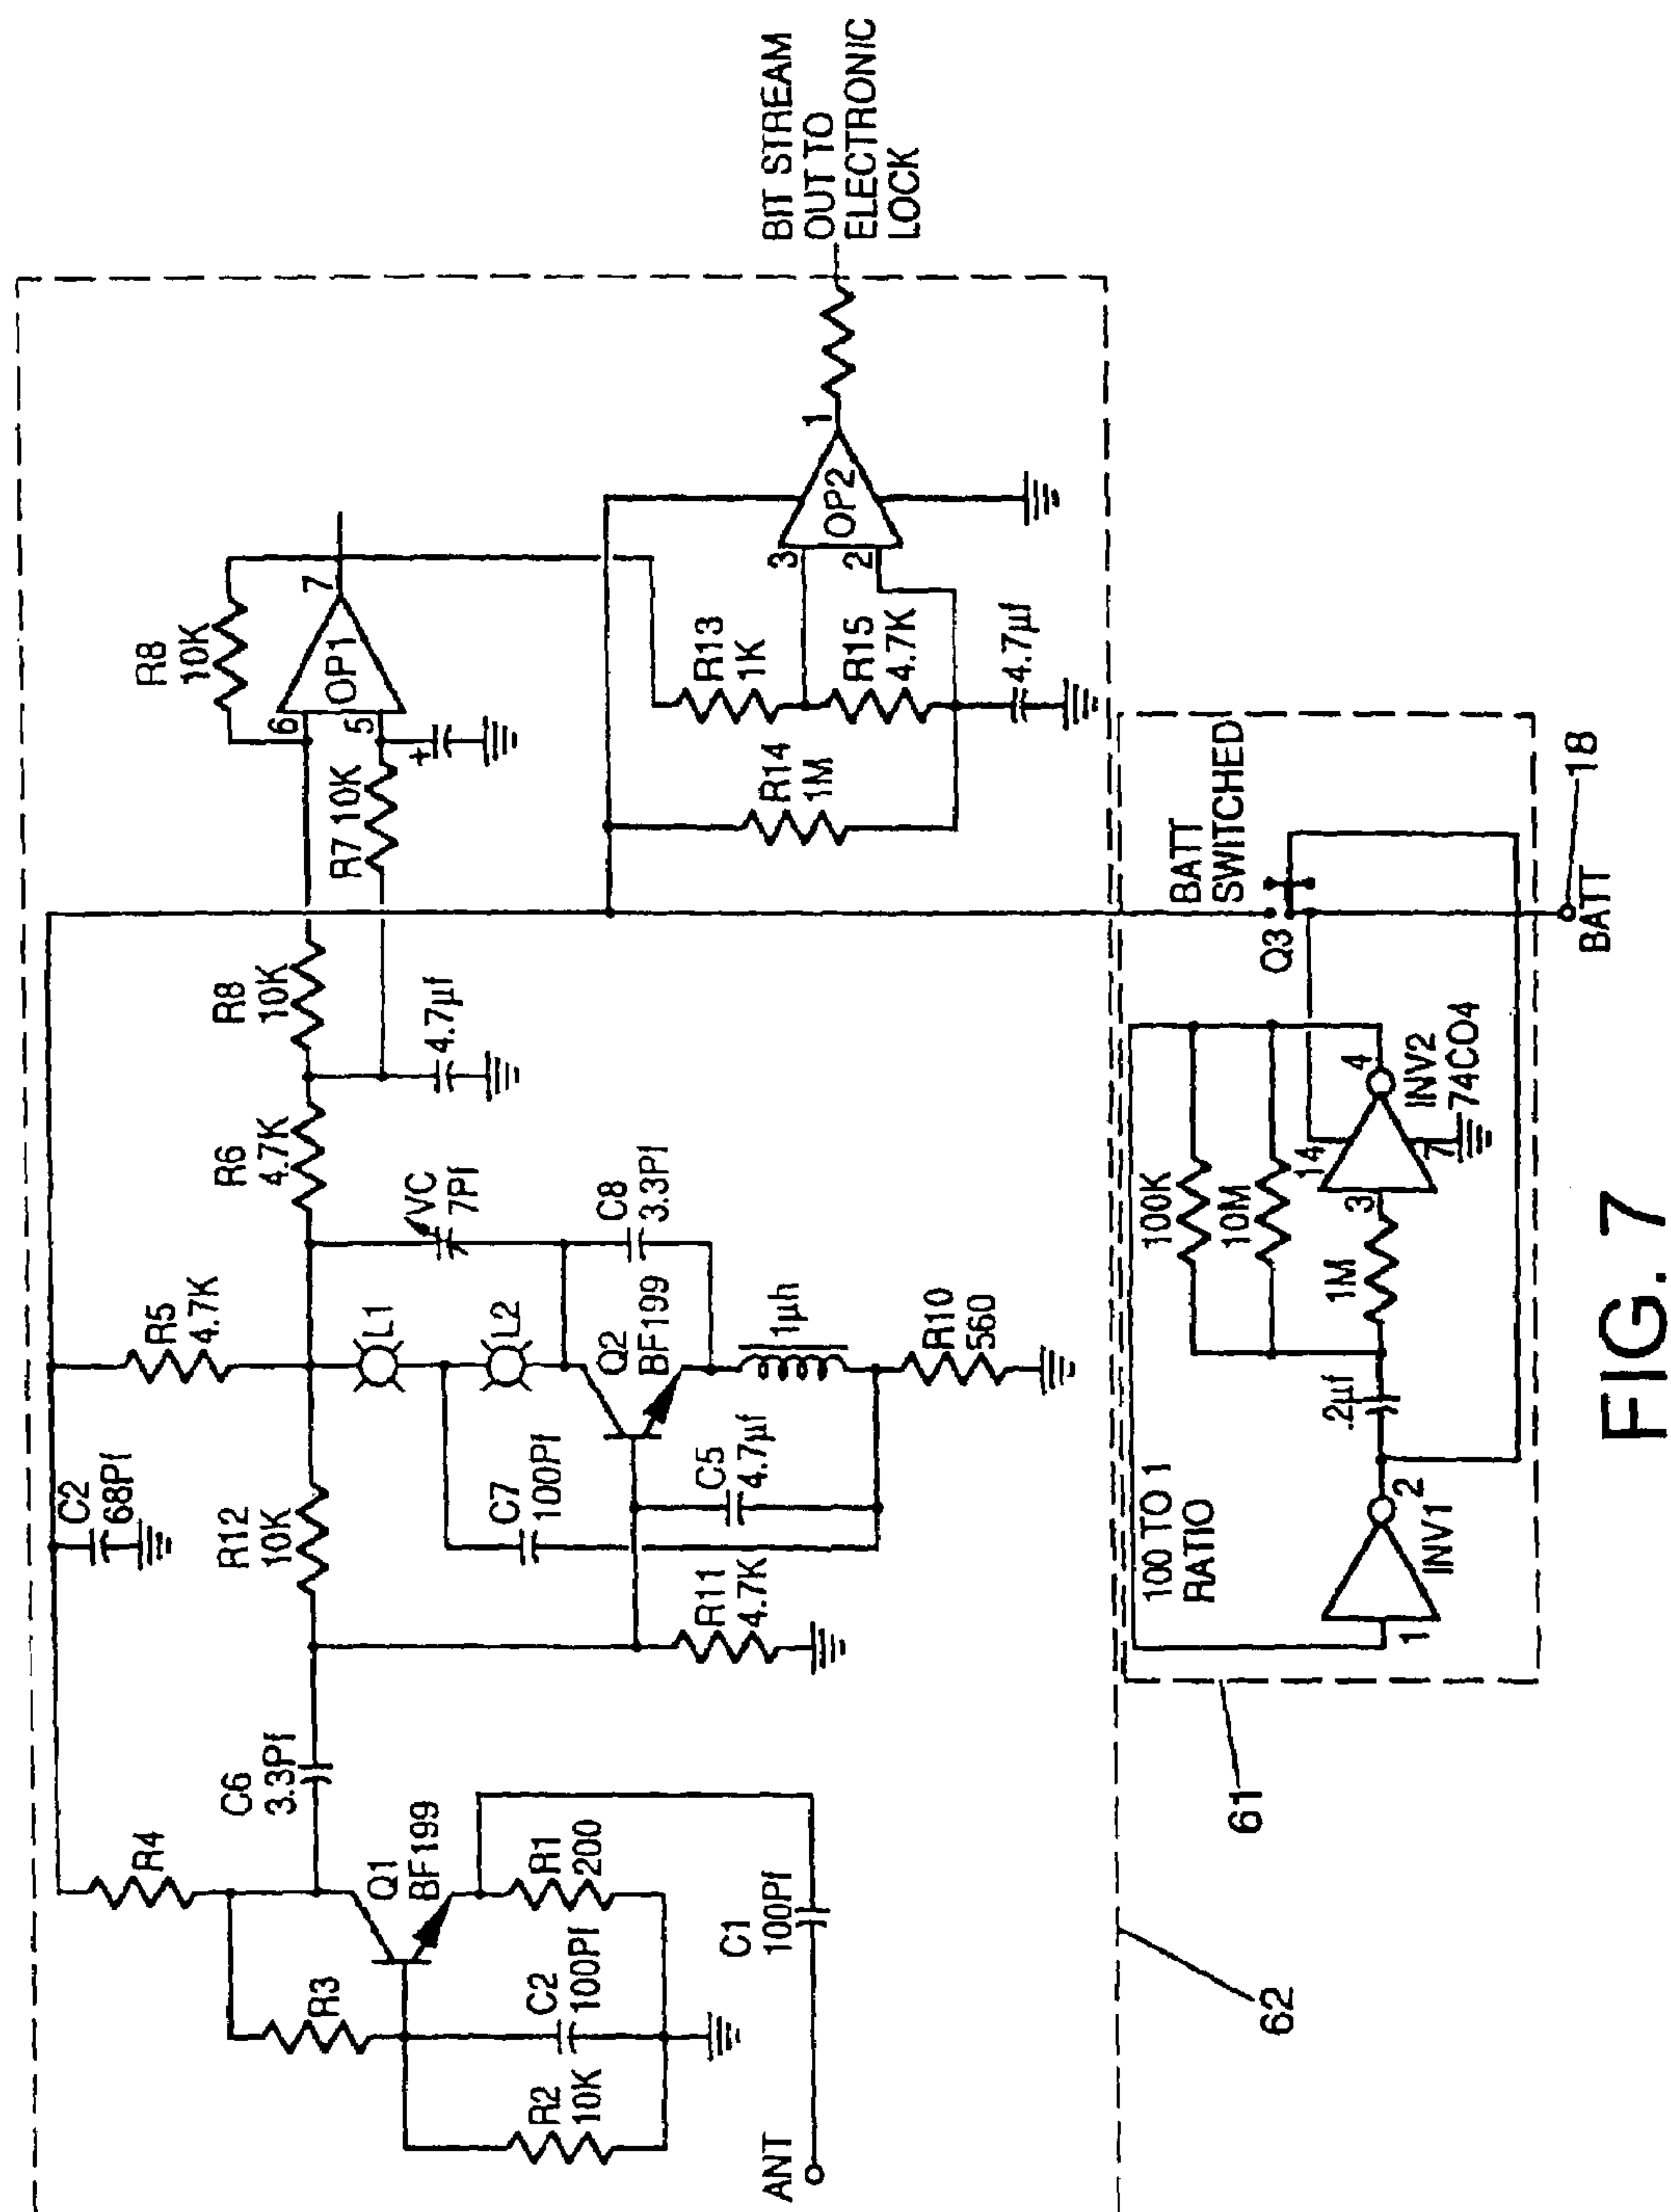 C2
68Pf
R4
R5
4.7K
R8
10K
C6
3.3Pf
R12
10K
R6
4.7K
R8
10K
6
5
OP1
7
L1
VC
7Pf
4.7µf
R7 10K
+
R3
Q1
BF199
C7
100Pf
L2
Q2
BF199
C8
3.3Pf
R2
10K
C2
100Pf
R1
200
R11
4.7K
C5
4.7µf
1µh
R10
560
R13
1K
R14
1M
R15
4.7K
4.7µf
3
2
OP2
1
BIT STREAM
OUT TO
ELECTRONIC
LOCK
ANT
C1
100Pf
62
61
100 TO 1
RATIO
100K
10M
1M
.2µf
1
INV1
2
3
14
7
4
INV2
74CO4
Q3
BATT
SWITCHED
BATT
18
FIG. 7